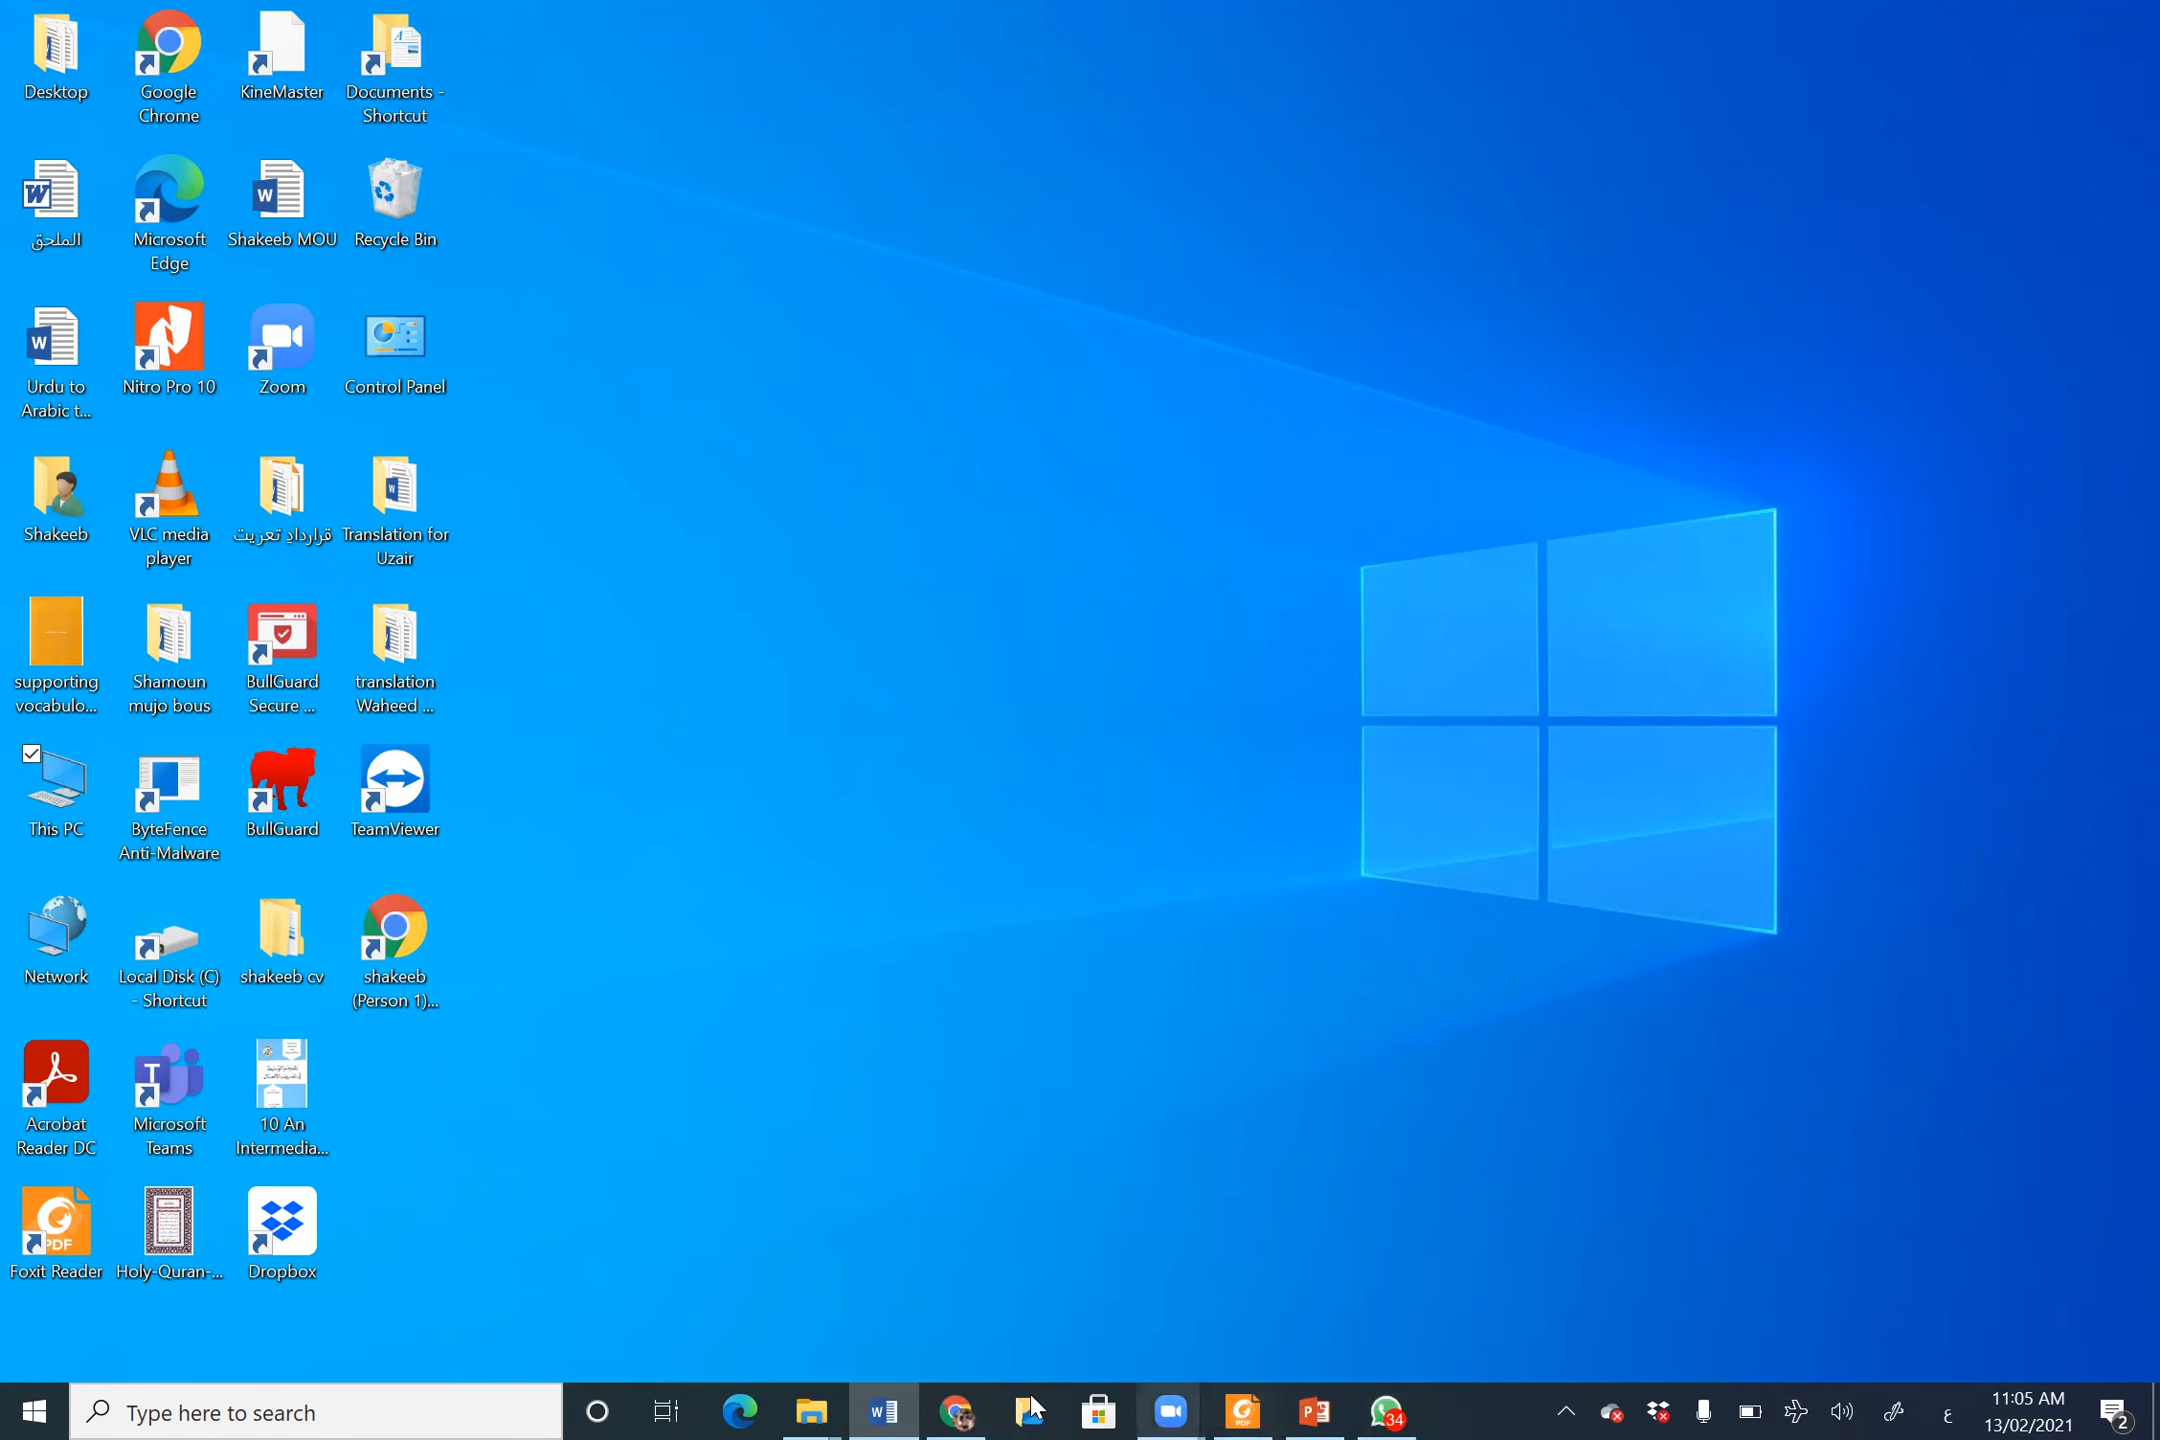 Desktop
Google
Chrome
KineMaster
Documents -
Shortcut
الملحق
Microsoft
Edge
Shakeeb MOU
Recycle Bin
Urdu to
Arabic t...
Nitro Pro 10
Zoom
Control Panel
Shakeeb
VLC media
player
قراردادِ تعزیت
Translation for
Uzair
supporting
vocabulo...
Shamoun
mujo bous
BullGuard
Secure ...
translation
Waheed ...
This PC
ByteFence
Anti-Malware
BullGuard
TeamViewer
Network
Local Disk (C)
- Shortcut
shakeeb cv
shakeeb
(Person 1)...
Acrobat
Reader DC
Microsoft
Teams
10 An
Intermedia...
PDF
Foxit Reader
Holy-Quran-...
Dropbox
Type here to search
PDF
34
ع
11:05 AM
13/02/2021
2